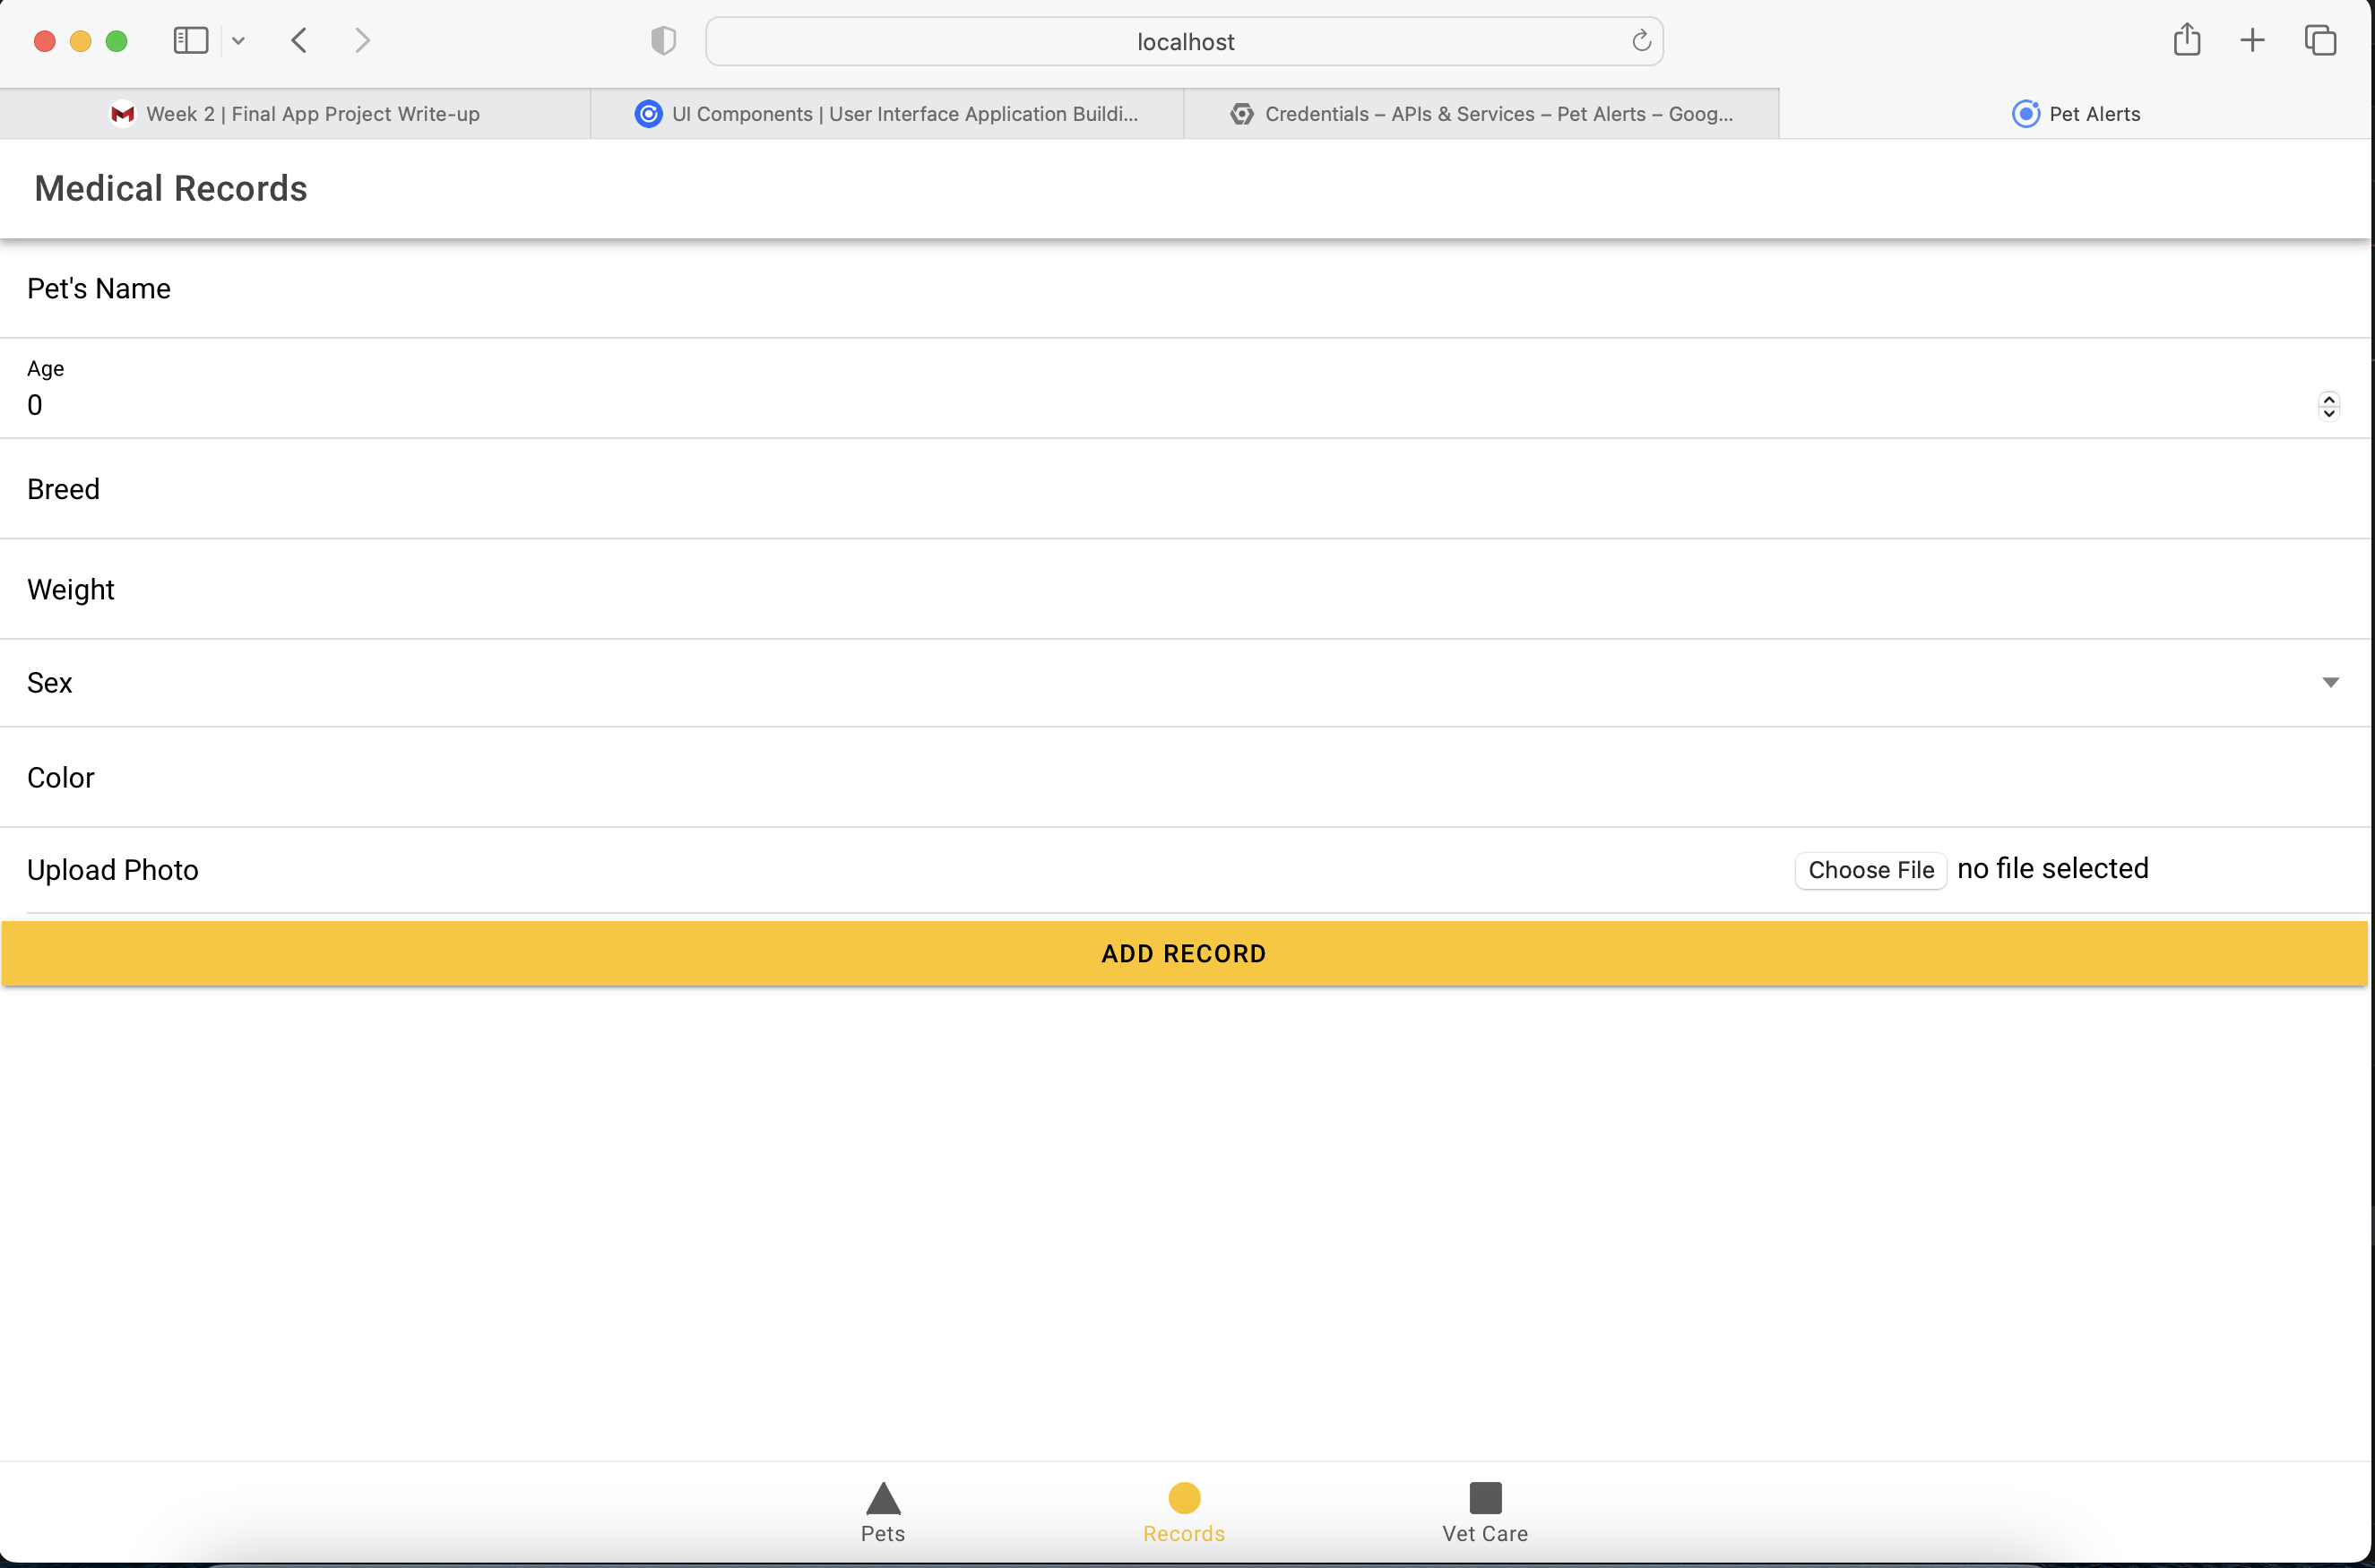 localhost
Week 2 | Final App Project Write-up
UI Components | User Interface Application Buildi...
Credentials – APIs & Services – Pet Alerts – Goog...
Pet Alerts
Medical Records
Pet's Name
Age
0
Breed
Weight
Sex
Color
Upload Photo
Choose File no file selected
ADD RECORD
Pets
Records
Vet Care